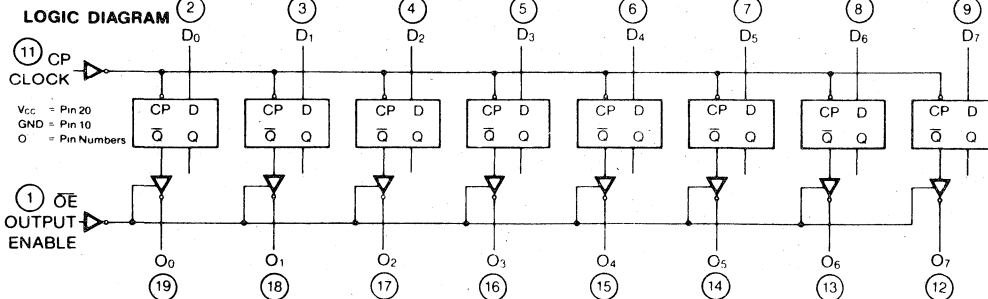 LOGIC DIAGRAM
2 3 4 5 6 7 8 9
D0 D1 D2 D3 D4 D5 D6 D7
11 CP
CLOCK
Vcc = Pin 20
GND = Pin 10
O = Pin Numbers
CP D CP D CP D CP D CP D CP D CP D CP D
Q̅ Q Q̅ Q Q̅ Q Q̅ Q Q̅ Q Q̅ Q Q̅ Q Q̅ Q
1 O̅E̅
OUTPUT
ENABLE
O0 O1 O2 O3 O4 O5 O6 O7
19 18 17 16 15 14 13 12